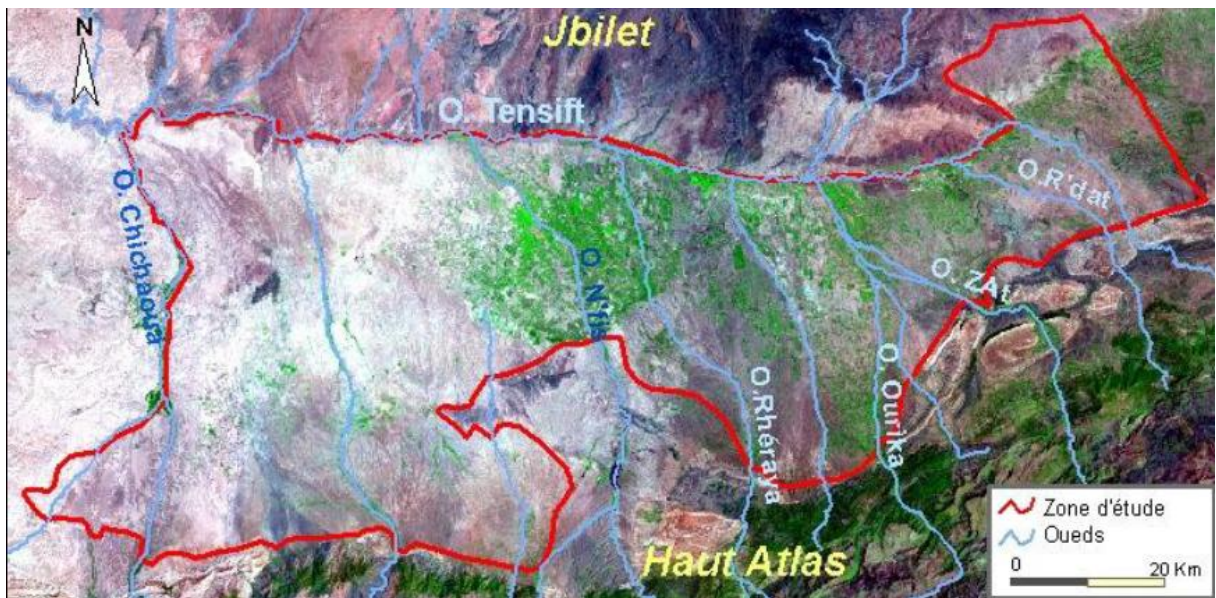 N
Jbilet
O. Tensift
O. Chichaoua
O. N'fis
O.R'dat
O. ZAt
O.Rhéraya
O. Ourika
Haut Atlas
Zone d'étude
Oueds
0 20 Km